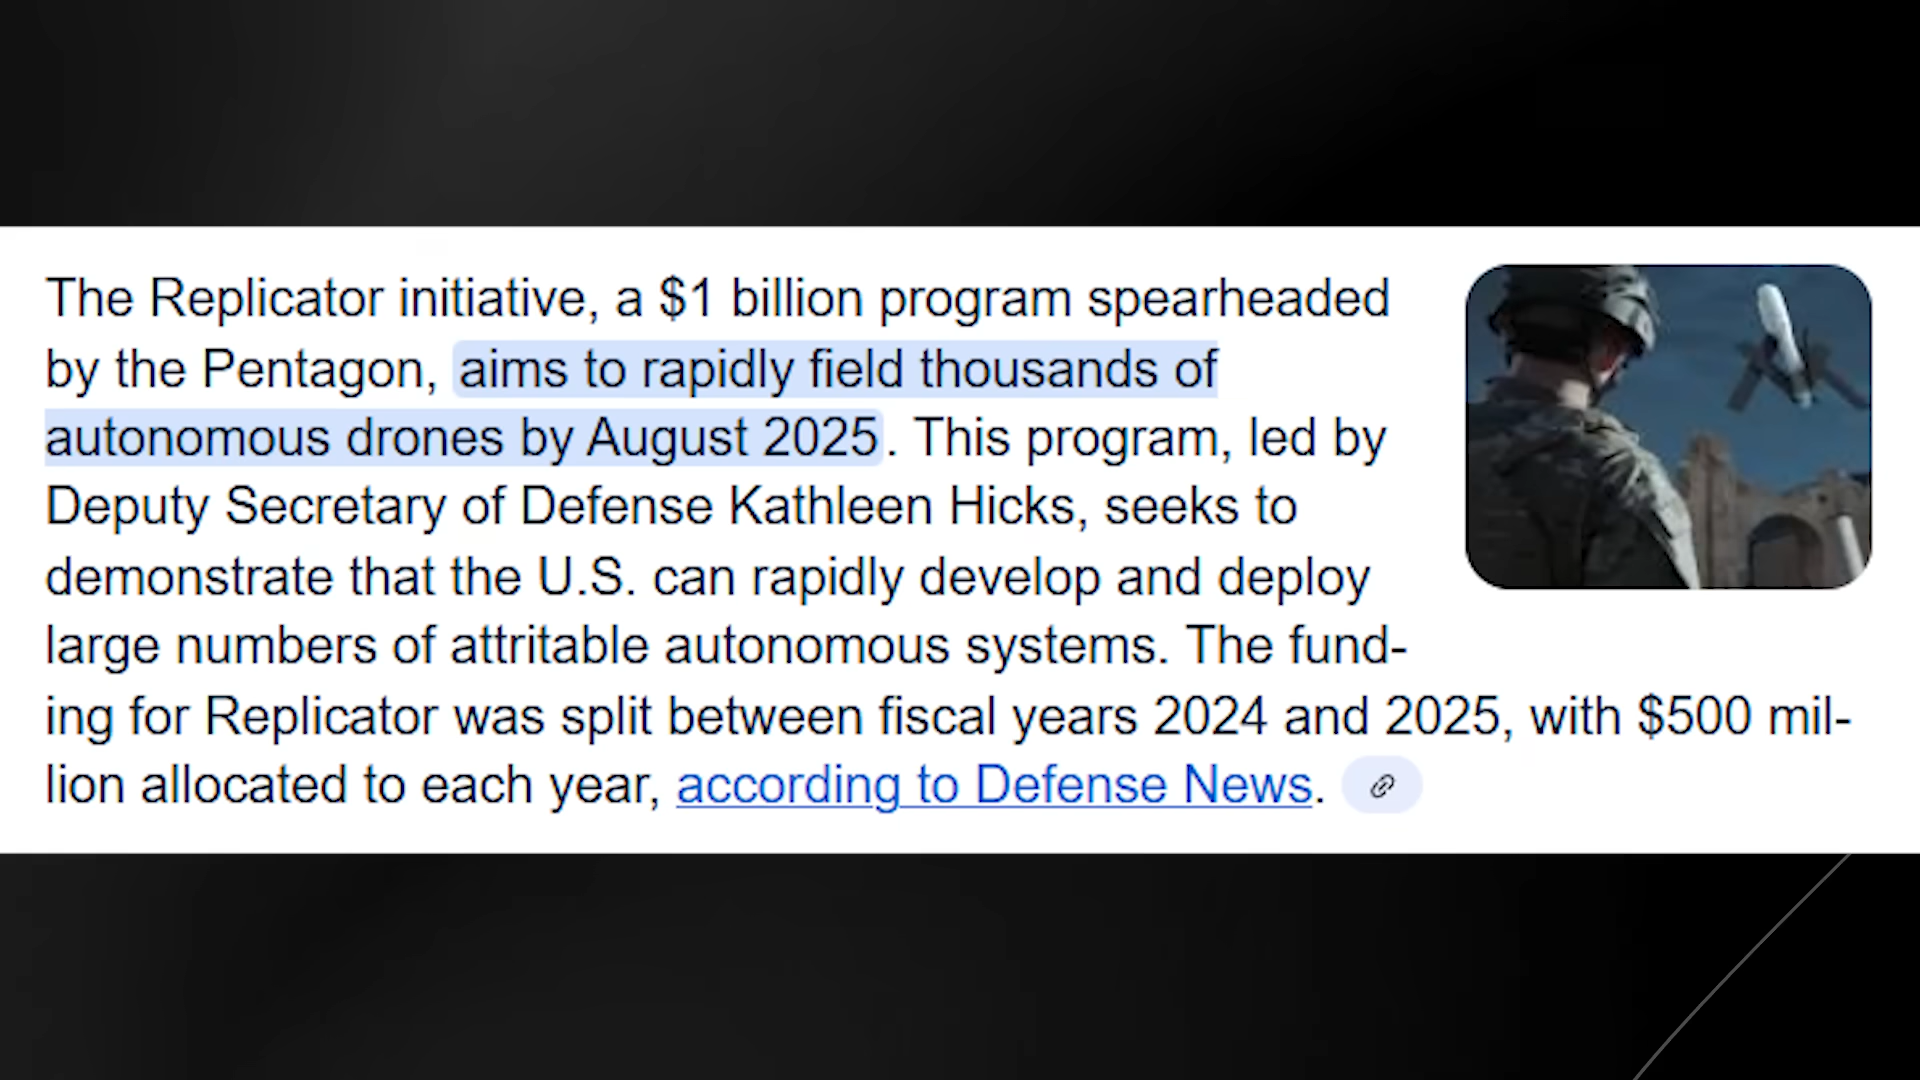 The Replicator initiative, a $1 billion program spearheaded
by the Pentagon, aims to rapidly field thousands of
autonomous drones by August 2025. This program, led by
Deputy Secretary of Defense Kathleen Hicks, seeks to
demonstrate that the U.S. can rapidly develop and deploy
large numbers of attritable autonomous systems. The fund-
ing for Replicator was split between fiscal years 2024 and 2025, with $500 mil-
lion allocated to each year, according to Defense News.